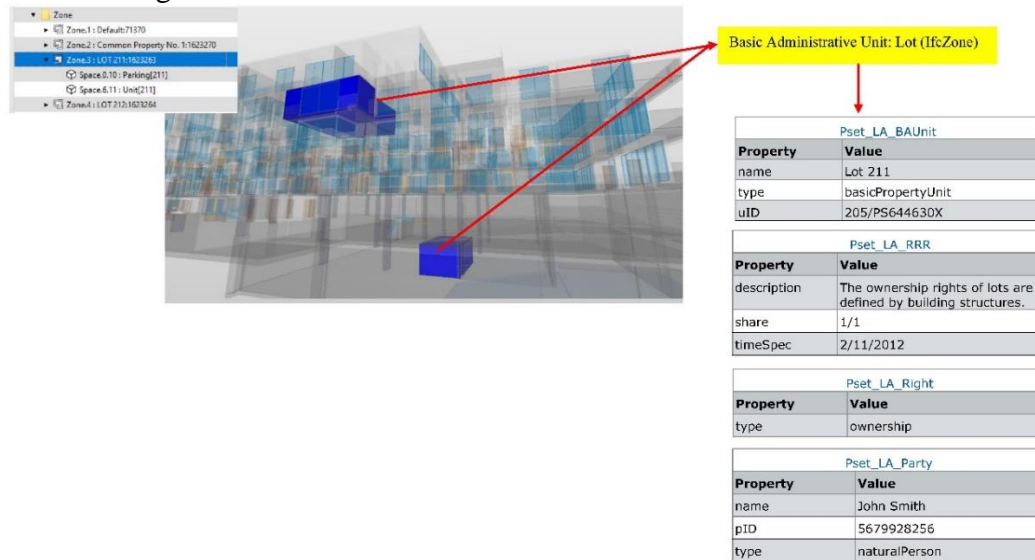 Zone
Zone.1 : Default:71370
Zone.2 : Common Property No. 1:1623270
Zone.3 : LOT 211:1623263
Space.0.10 : Parking[211]
Space.6.11 : Unit[211]
Zone.4 : LOT 212:1623264
Basic Administrative Unit: Lot (IfcZone)
Pset_LA_BAUnit
Property Value
name Lot 211
type basicPropertyUnit
uID 205/PS644630X
Pset_LA_RRR
Property Value
description The ownership rights of lots are
defined by building structures.
share 1/1
timeSpec 2/11/2012
Pset_LA_Right
Property Value
type ownership
Pset_LA_Party
Property Value
name John Smith
pID 5679928256
type naturalPerson